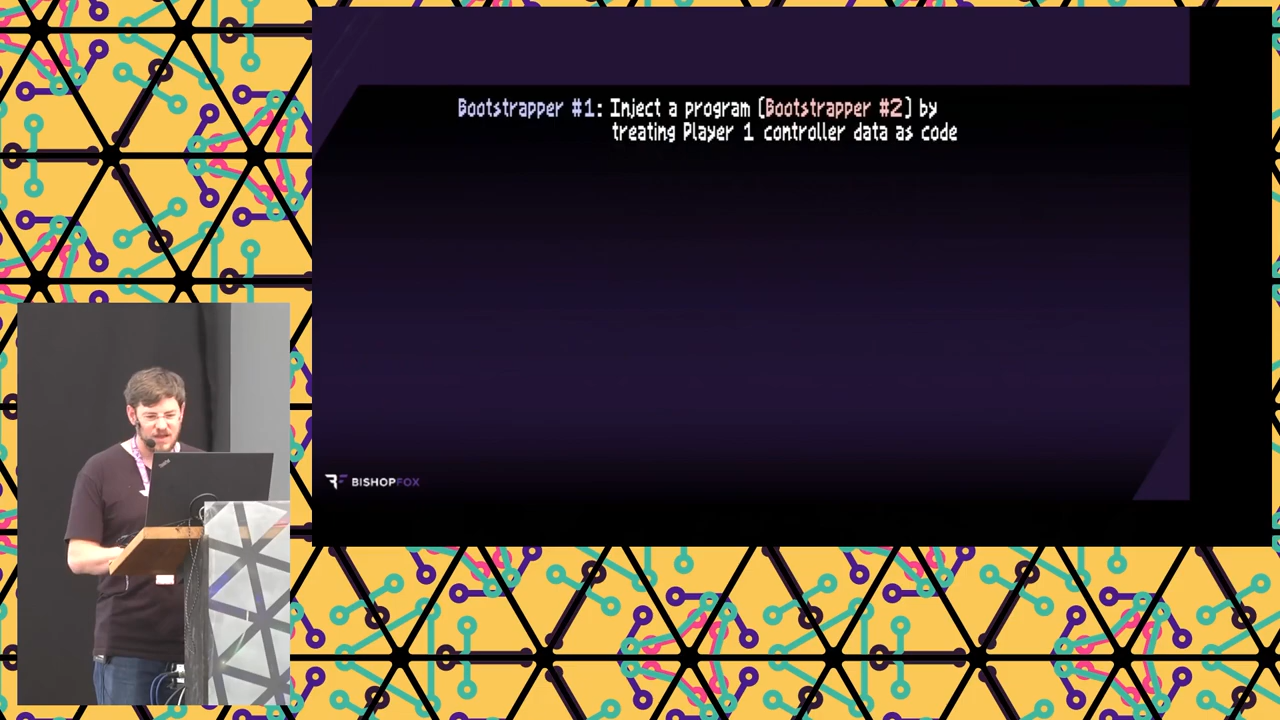 Bootstrapper #1: Inject a program (Bootstrapper #2) by
treating Player 1 controller data as code
BISHOPFOX